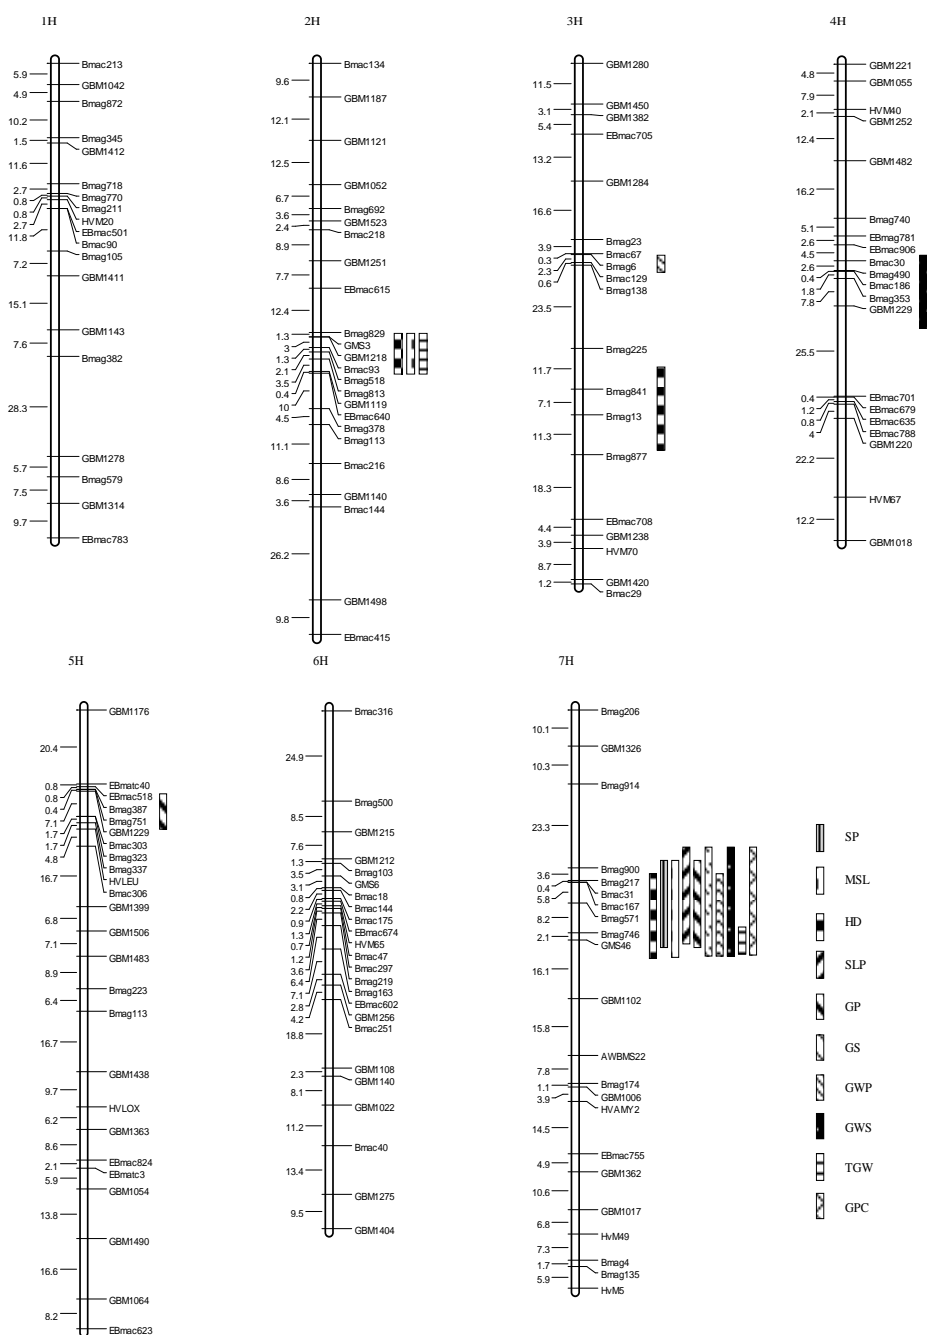 1H
5.9
4.9
10.2
1.5
11.6
2.7
0.8
0.8
2.7
11.8
7.2
15.1
7.6
28.3
5.7
7.5
9.7
Bmac213
GBM1042
Bmag872
Bmag345
GBM1412
Bmag718
Bmag770
Bmag211
HVM20
EBmac501
Bmac90
Bmag105
GBM1411
GBM1143
Bmag382
GBM1278
Bmag579
GBM1314
EBmac783
2H
9.6
12.1
12.5
6.7
3.6
2.4
8.9
7.7
12.4
1.3
3
1.3
2.1
3.5
0.4
10
4.5
11.1
8.6
3.6
26.2
9.8
Bmac134
GBM1187
GBM1121
GBM1052
Bmag692
GBM1523
Bmac218
GBM1251
EBmac615
Bmag829
GMS3
GBM1218
Bmac93
Bmag518
Bmag813
GBM1119
EBmac640
Bmag378
Bmag113
Bmac216
GBM1140
Bmac144
GBM1498
EBmac415
3H
11.5
3.1
5.4
13.2
16.6
3.9
0.3
2.3
0.6
23.5
11.7
7.1
11.3
18.3
4.4
3.9
8.7
1.2
GBM1280
GBM1450
GBM1382
EBmac705
GBM1284
Bmag23
Bmac67
Bmag6
Bmac129
Bmag138
Bmag225
Bmag841
Bmag13
Bmag877
EBmac708
GBM1238
HVM70
GBM1420
Bmac29
4H
4.8
7.9
2.1
12.4
16.2
5.1
2.6
4.5
2.6
0.4
1.8
7.8
25.5
0.4
1.2
0.8
4
22.2
12.2
GBM1221
GBM1055
HVM40
GBM1252
GBM1482
Bmag740
EBmag781
EBmac906
Bmac30
Bmag490
Bmac186
Bmag353
GBM1229
EBmac701
EBmac679
EBmac635
EBmac788
GBM1220
HVM67
GBM1018
5H
20.4
0.8
0.8
0.4
7.1
1.7
1.7
4.8
16.7
6.8
7.1
8.9
6.4
16.7
9.7
6.2
8.6
2.1
5.9
13.8
16.6
8.2
GBM1176
EBmatc40
EBmac518
Bmag387
Bmag751
GBM1229
Bmac303
Bmag323
Bmag337
HVLEU
Bmac306
GBM1399
GBM1506
GBM1483
Bmag223
Bmag113
GBM1438
HVLOX
GBM1363
EBmac824
EBmatc3
GBM1054
GBM1490
GBM1064
EBmac623
6H
24.9
8.5
7.6
1.3
3.5
3.1
0.8
2.2
0.9
1.3
0.7
1.2
3.6
6.4
7.1
2.8
4.2
18.8
2.3
8.1
11.2
13.4
9.5
Bmac316
Bmag500
GBM1215
GBM1212
Bmag103
GMS6
Bmac18
Bmac144
Bmac175
EBmac674
HVM65
Bmac47
Bmac297
Bmag219
Bmag163
EBmac602
GBM1256
Bmac251
GBM1108
GBM1140
GBM1022
Bmac40
GBM1275
GBM1404
7H
10.1
10.3
23.3
3.6
0.4
5.8
8.2
2.1
16.1
15.8
7.8
1.1
3.9
14.5
4.9
10.6
6.8
7.3
1.7
5.9
Bmag206
GBM1326
Bmag914
Bmag900
Bmag217
Bmac31
Bmac167
Bmag571
Bmag746
GMS46
GBM1102
AWBMS22
Bmag174
GBM1006
HVAMY2
EBmac755
GBM1362
GBM1017
HvM49
Bmag4
Bmag135
HvM5
SP
MSL
HD
SLP
GP
GS
GWP
GWS
TGW
GPC